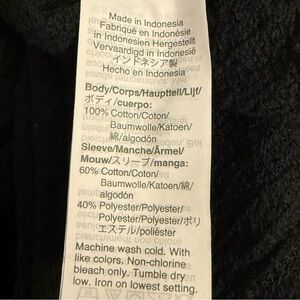 Made in Indonesia
Fabriqué en Indonésie
in Indonesien Hergestellt
Vervaardigd in Indonesië
インドネシア製
Hecho en Indonesia
Body/Corps/Hauptteil/Lijf/
ボディ/cuerpo:
100% Cotton/Coton/
Baumwolle/Katoen/
綿/algodón
Sleeve/Manche/Ärmel/
Mouw/スリーブ/manga:
60% Cotton/Coton/
Baumwolle/Katoen/綿/
algodón
40% Polyester/Polyester/
Polyester/Polyester/ポリ
エステル/poliéster
Machine wash cold. With
like colors. Non-chlorine
bleach only. Tumble dry
low. Iron on lowest setting.